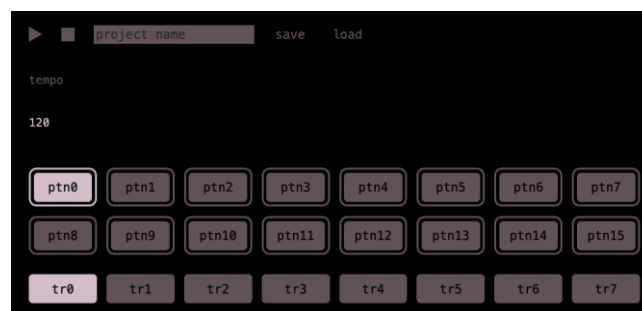 project name save load
tempo
120
ptn0 ptn1 ptn2 ptn3 ptn4 ptn5 ptn6 ptn7
ptn8 ptn9 ptn10 ptn11 ptn12 ptn13 ptn14 ptn15
tr0 tr1 tr2 tr3 tr4 tr5 tr6 tr7